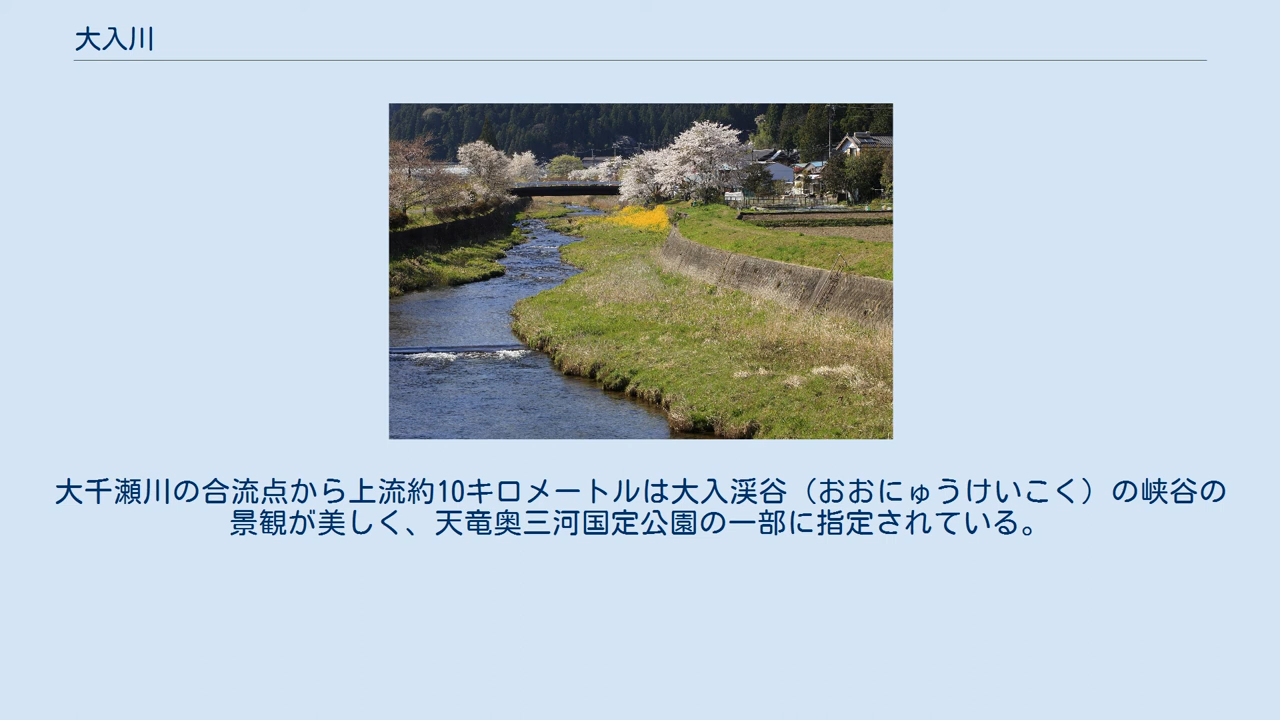 大入川
大千瀬川の合流点から上流約10キロメートルは大入渓谷（おおにゅうけいこく）の峡谷の
景観が美しく、天竜奥三河国定公園の一部に指定されている。